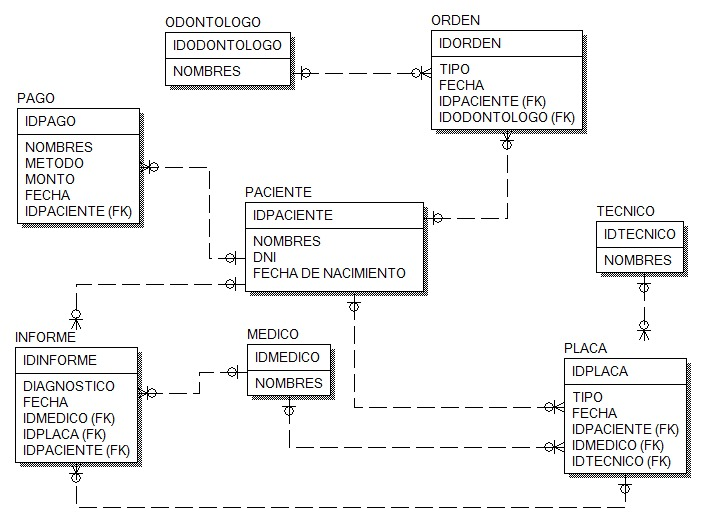 ODONTOLOGO
IDODONTOLOGO
NOMBRES
ORDEN
IDORDEN
TIPO
FECHA
IDPACIENTE (FK)
IDODONTOLOGO (FK)
PAGO
IDPAGO
NOMBRES
METODO
MONTO
FECHA
IDPACIENTE (FK)
PACIENTE
IDPACIENTE
NOMBRES
DNI
FECHA DE NACIMIENTO
TECNICO
IDTECNICO
NOMBRES
INFORME
IDINFORME
DIAGNOSTICO
FECHA
IDMEDICO (FK)
IDPLACA (FK)
IDPACIENTE (FK)
MEDICO
IDMEDICO
NOMBRES
PLACA
IDPLACA
TIPO
FECHA
IDPACIENTE (FK)
IDMEDICO (FK)
IDTECNICO (FK)